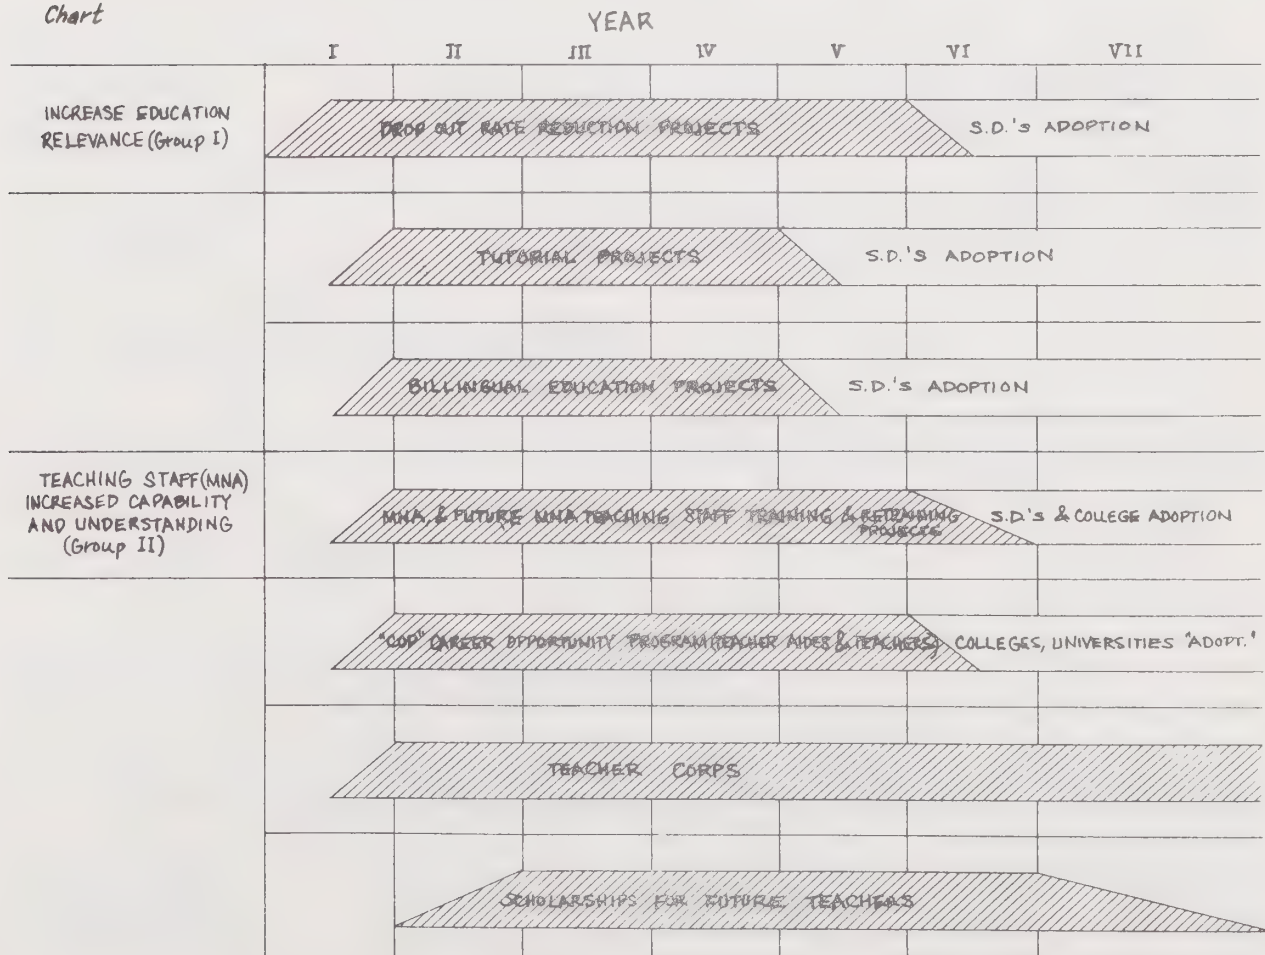 Chart
YEAR
I II III IV V VI VII
INCREASE EDUCATION
RELEVANCE (Group I)
DROP OUT RATE REDUCTION PROJECTS
S.D.'s ADOPTION
TUTORIAL PROJECTS
S.D.'s ADOPTION
BILLINGUAL EDUCATION PROJECTS
S.D.'s ADOPTION
TEACHING STAFF (MNA)
INCREASED CAPABILITY
AND UNDERSTANDING
(Group II)
MNA, & FUTURE MNA TEACHING STAFF TRAINING & RETRAINING
PROJECTS
S.D.'s & COLLEGE ADOPTION
"COP" CAREER OPPORTUNITY PROGRAM (TEACHER AIDES & TEACHERS)
COLLEGES, UNIVERSITIES "ADOPT."
TEACHER CORPS
SCHOLARSHIPS FOR FUTURE TEACHERS